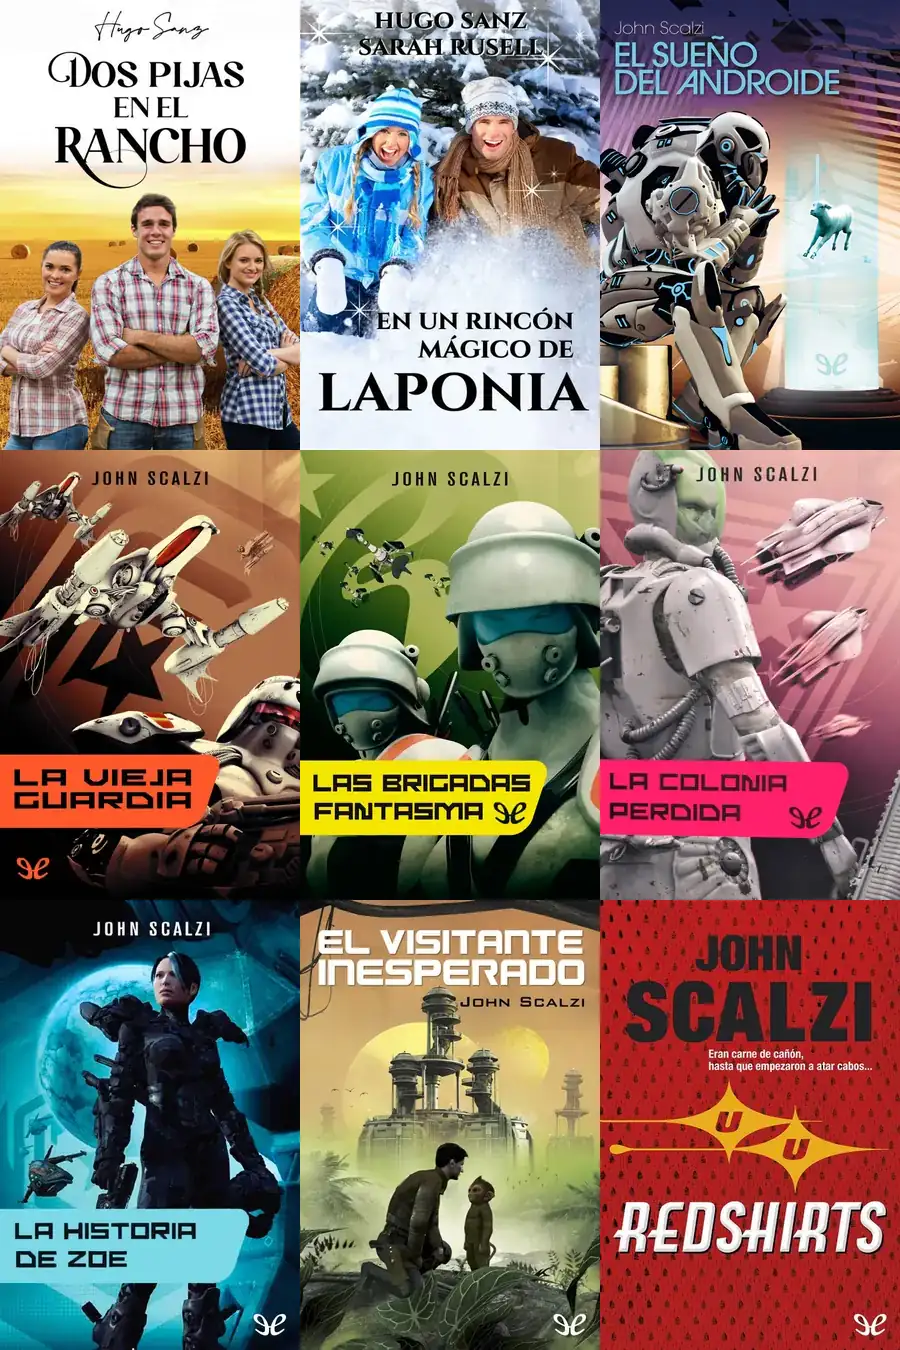 Hugo Sanz
DOS PIJAS
EN EL
RANCHO
HUGO SANZ
SARAH RUSELL
EN UN RINCÓN
MÁGICO DE
LAPONIA
John Scalzi
EL SUEÑO
DEL ANDROIDE
JOHN SCALZI
LA VIEJA
GUARDIA
JOHN SCALZI
LAS BRIGADAS
FANTASMA
JOHN SCALZI
LA COLONIA
PERDIDA
JOHN SCALZI
LA HISTORIA
DE ZOE
EL VISITANTE
INESPERADO
JOHN SCALZI
JOHN
SCALZI
Eran carne de cañón,
hasta que empezaron a atar cabos...
U U
REDSHIRTS